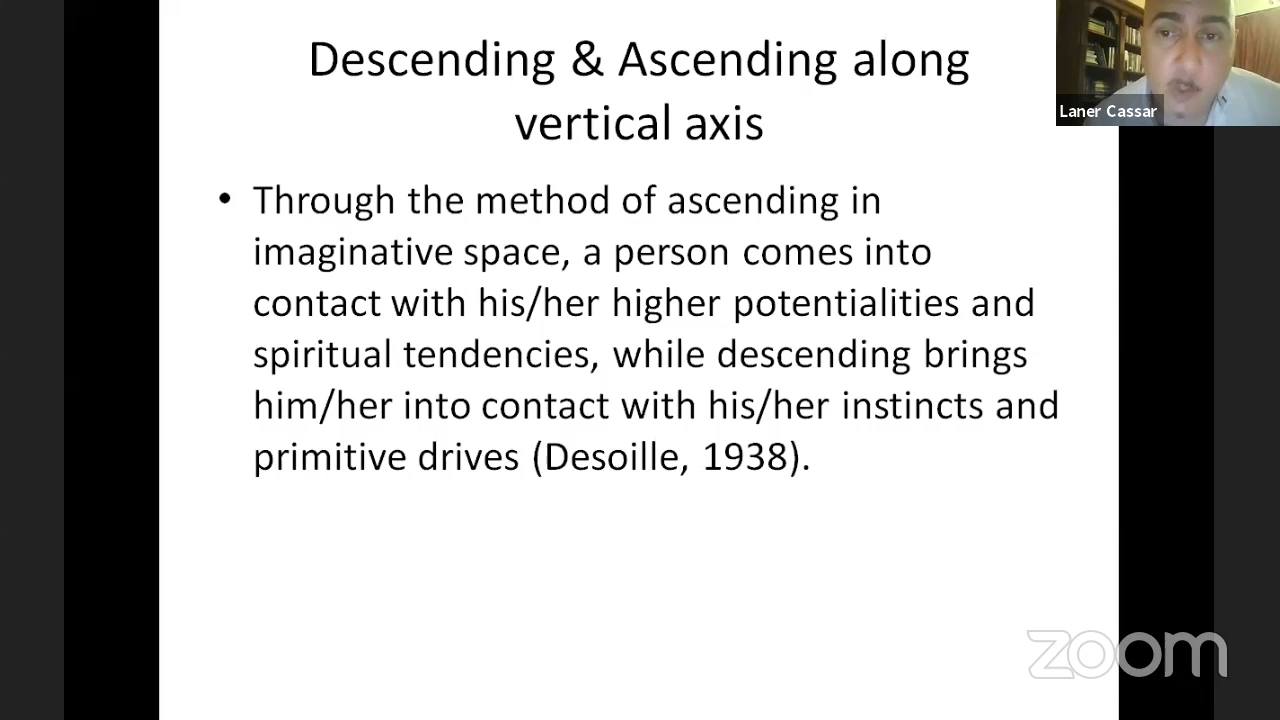 Descending & Ascending along
vertical axis
Laner Cassar
• Through the method of ascending in
imaginative space, a person comes into
contact with his/her higher potentialities and
spiritual tendencies, while descending brings
him/her into contact with his/her instincts and
primitive drives (Desoille, 1938).
zoom